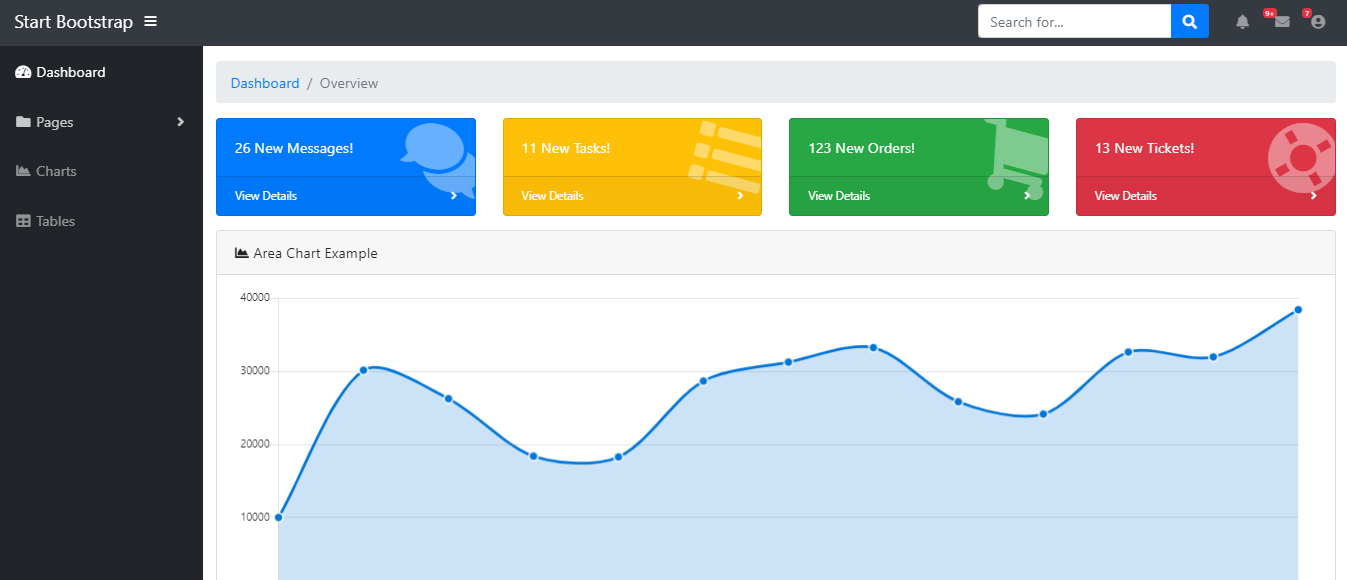 Start Bootstrap
Search for...
9+
7
Dashboard
Pages
Charts
Tables
Dashboard / Overview
26 New Messages!
View Details
11 New Tasks!
View Details
123 New Orders!
View Details
13 New Tickets!
View Details
Area Chart Example
40000
30000
20000
10000